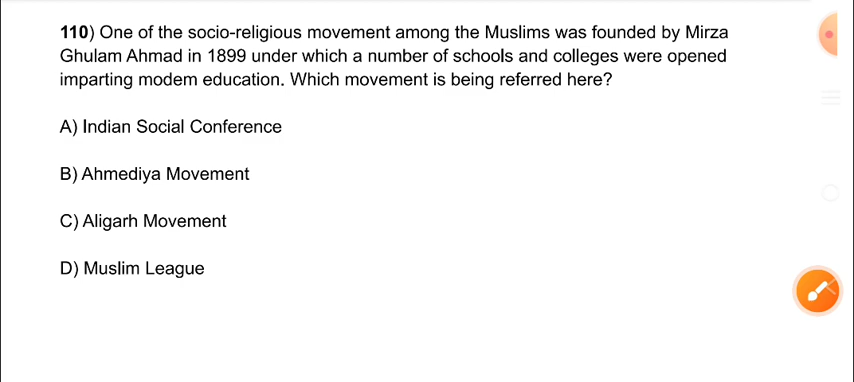 110) One of the socio-religious movement among the Muslims was founded by Mirza
Ghulam Ahmad in 1899 under which a number of schools and colleges were opened
imparting modem education. Which movement is being referred here?
A) Indian Social Conference
B) Ahmediya Movement
C) Aligarh Movement
D) Muslim League